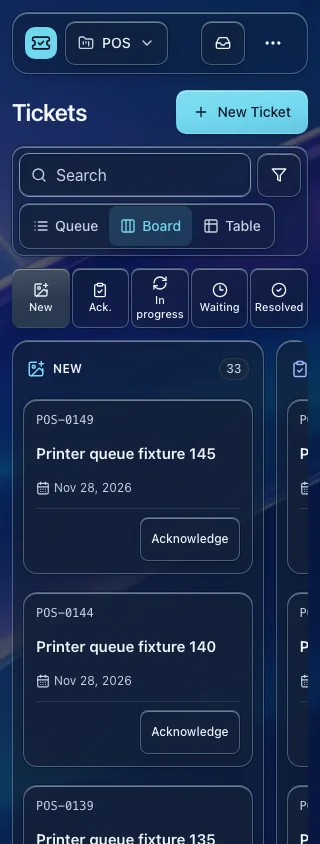 POS
Tickets
New Ticket
Search
Queue
Board
Table
New
Ack.
In progress
Waiting
Resolved
NEW
33
POS-0149
Printer queue fixture 145
Nov 28, 2026
Acknowledge
POS-0144
Printer queue fixture 140
Nov 28, 2026
Acknowledge
POS-0139
Printer queue fixture 135